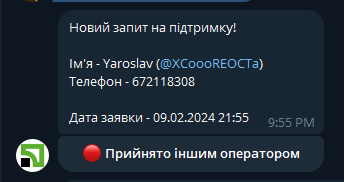 Новий запит на підтримку!
Ім'я - Yaroslav (@XCoooREOCTa)
Телефон - 672118308
Дата заявки - 09.02.2024 21:55
9:55 PM
🔴 Прийнято іншим оператором